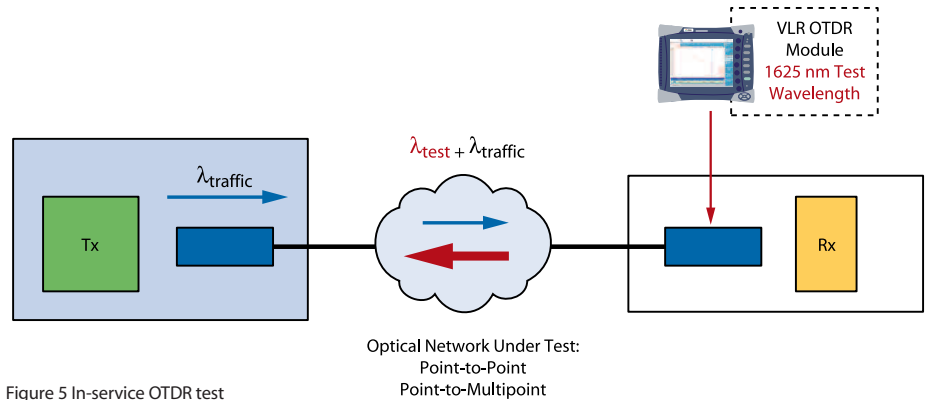 VLR OTDR
Module
1625 nm Test
Wavelength
λtest + λtraffic
λtraffic
Tx
Rx
Optical Network Under Test:
Point-to-Point
Point-to-Multipoint
Figure 5 In-service OTDR test